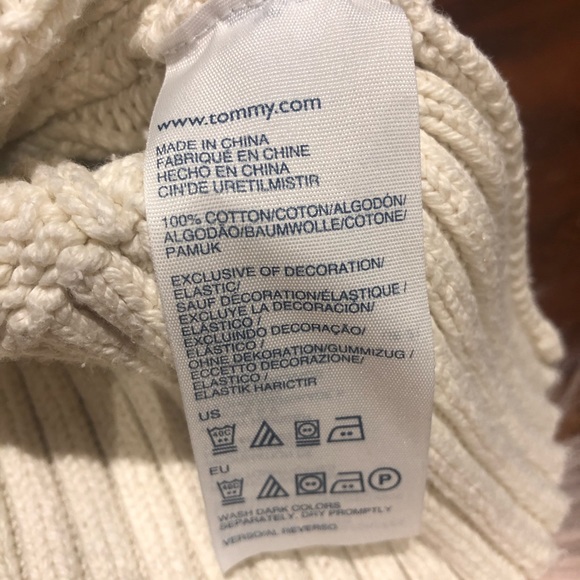 www.tommy.com
MADE IN CHINA
FABRIQUÉ EN CHINE
HECHO EN CHINA
CIN'DE URETILMISTIR
100% COTTON/COTON/ALGODÓN/
ALGODÃO/BAUMWOLLE/COTONE/
PAMUK
EXCLUSIVE OF DECORATION/
ELASTIC/
SAUF DÉCORATION/ÉLASTIQUE /
EXCLUYE LA DECORACIÓN/
ELÁSTICO /
EXCLUINDO DECORAÇÃO/
ELÁSTICO /
OHNE DEKORATION/GUMMIZUG /
ECCETTO DECORAZIONE/
ELASTICO /
ELASTIK HARICTIR
US
40C
EU
40C P
WASH DARK COLORS
SEPARATELY, DRY PROMPTLY
VERSO/AL REVERSO